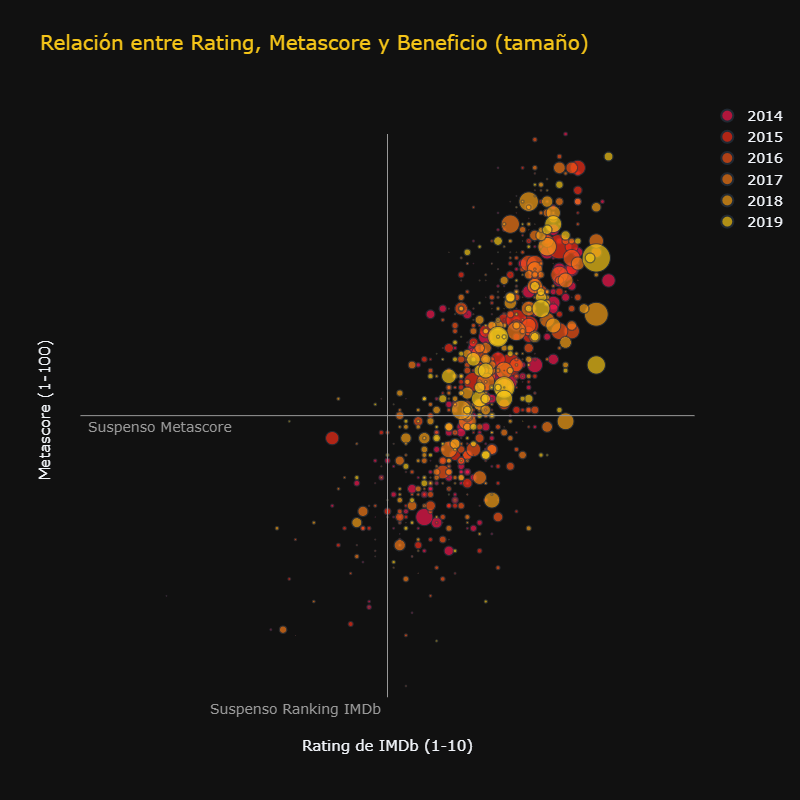 Relación entre Rating, Metascore y Beneficio (tamaño)
2014
2015
2016
2017
2018
2019
Metascore (1-100)
Suspenso Metascore
Suspenso Ranking IMDb
Rating de IMDb (1-10)